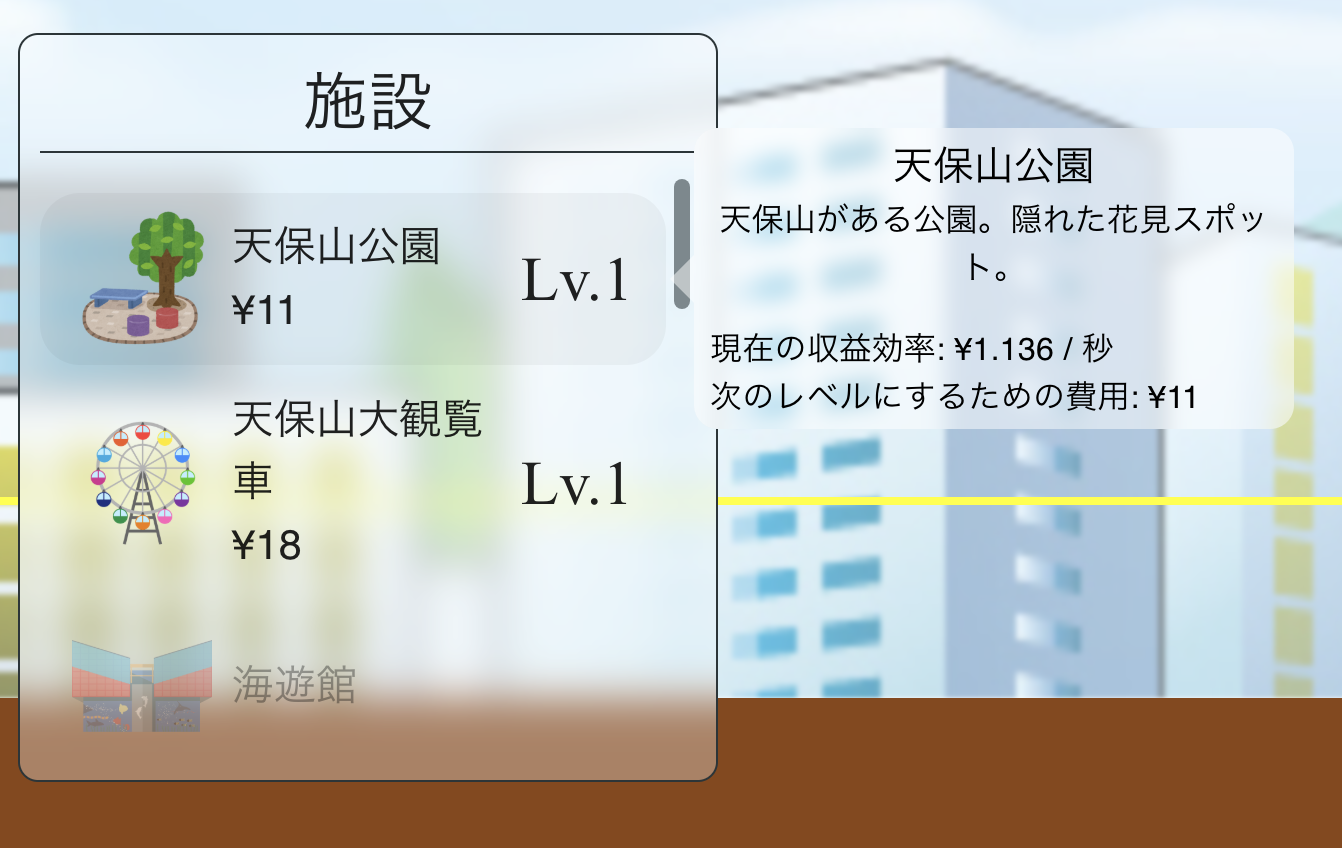 施設
天保山公園
¥11
Lv.1
天保山大観覧
車
¥18
Lv.1
海遊館
天保山公園
天保山がある公園。隠れた花見スポッ
ト。
現在の収益効率: ¥1.136 / 秒
次のレベルにするための費用: ¥11